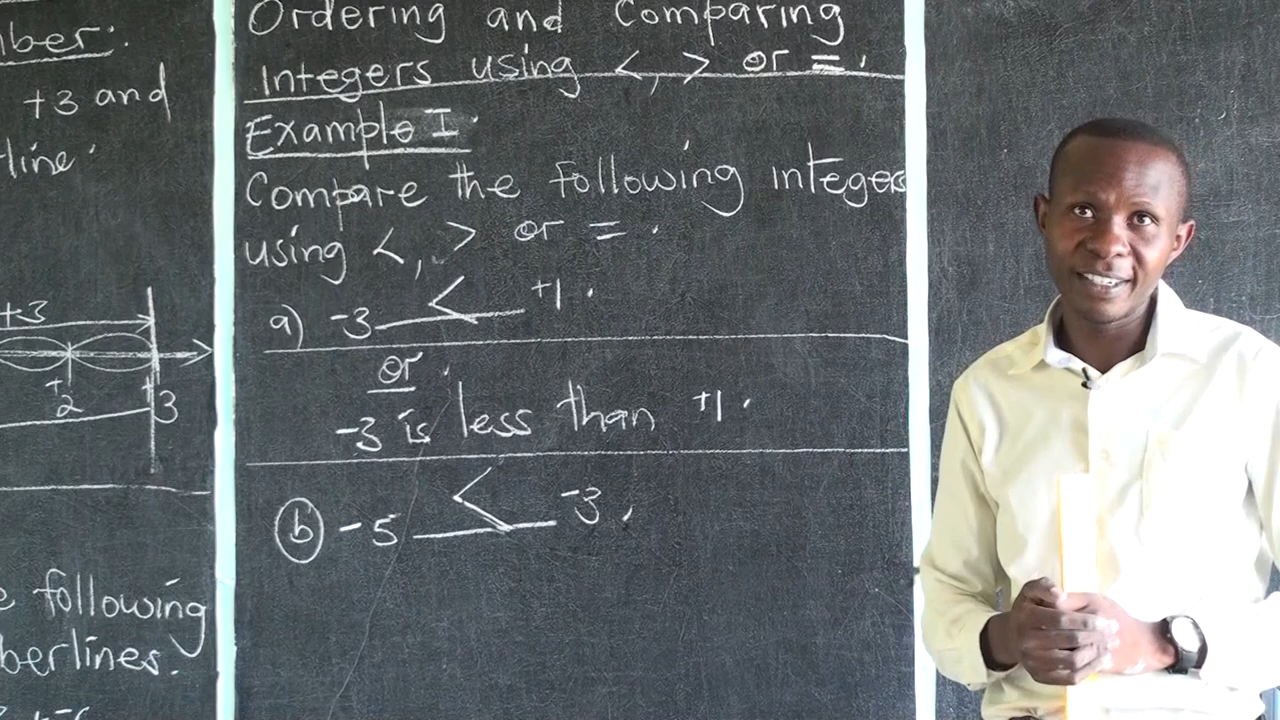 ber.
+3 and
line.
+3
+2
+3
following
berlines.
Ordering and Comparing
Integers using <, > or =.
Example I.
Compare the following integers
using <, > or =.
a) -3 < +1.
or
-3 is less than +1.
b) -5 < -3,